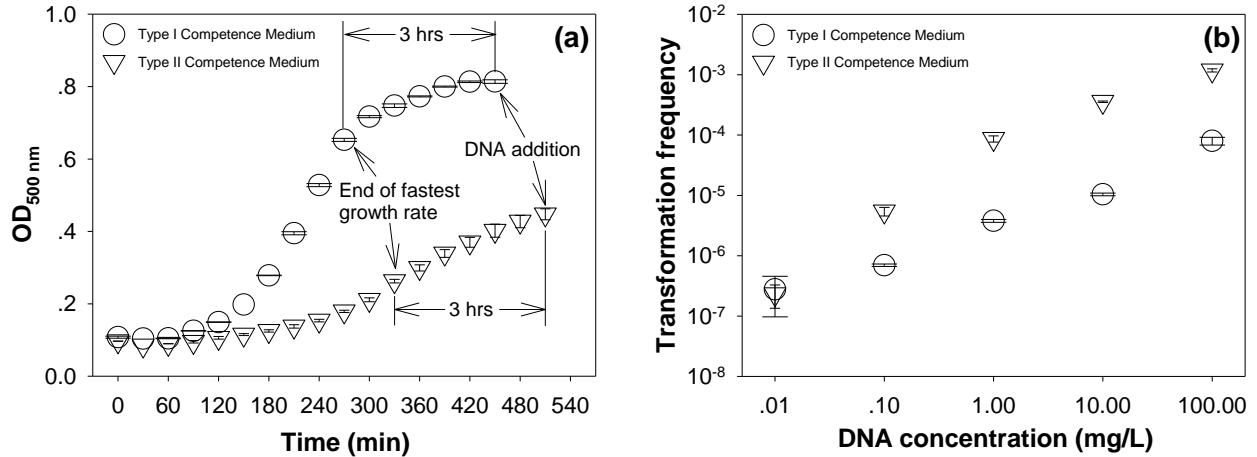 (a)
Type I Competence Medium
Type II Competence Medium
3 hrs
DNA addition
End of fastest
growth rate
3 hrs
1.0
.8
.6
.4
.2
0.0
OD500 nm
0 60 120 180 240 300 360 420 480 540
Time (min)
(b)
Type I Competence Medium
Type II Competence Medium
10-2
10-3
10-4
10-5
10-6
10-7
10-8
Transformation frequency
.01 .10 1.00 10.00 100.00
DNA concentration (mg/L)